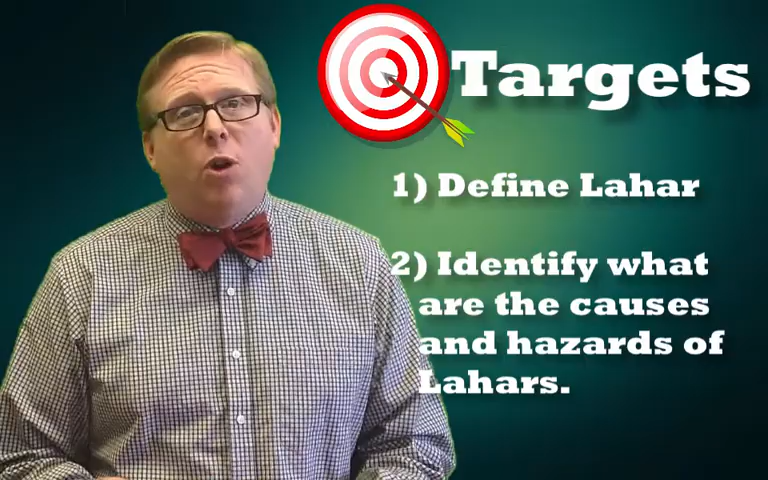 Targets
1) Define Lahar
2) Identify what
are the causes
and hazards of
Lahars.